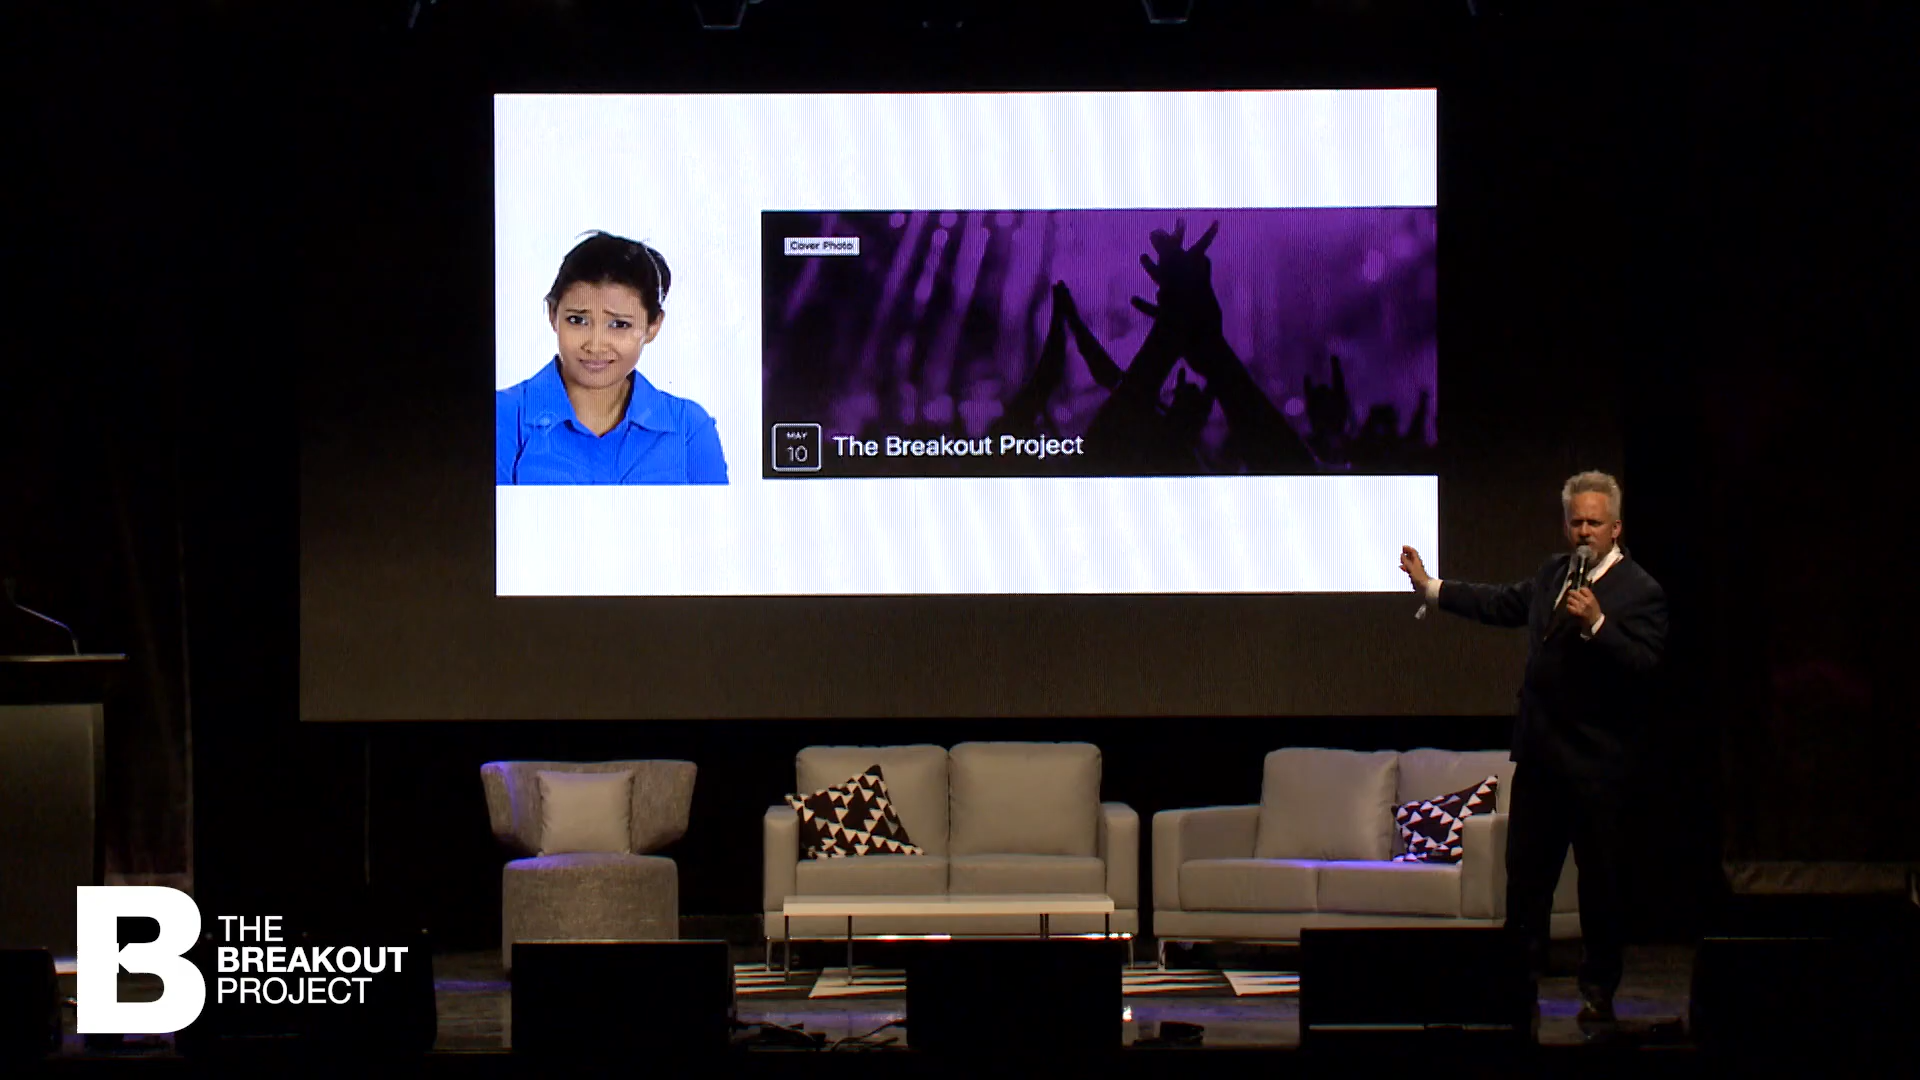 Cover Photo
MAY
10
The Breakout Project
B
THE
BREAKOUT
PROJECT